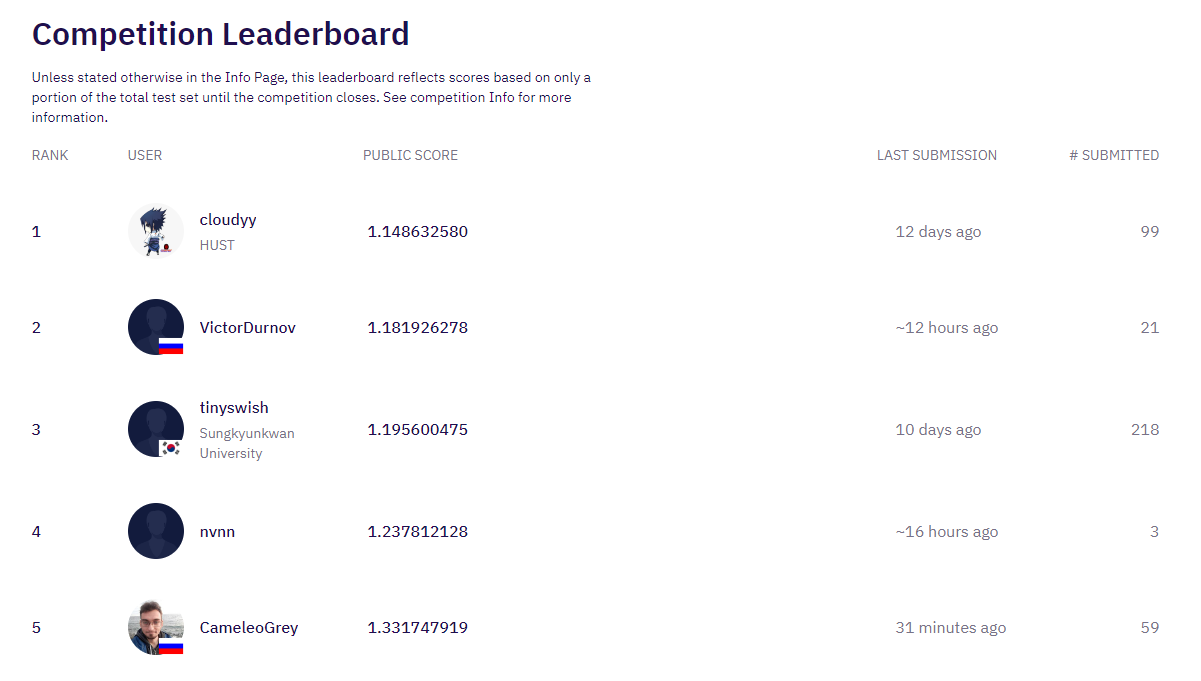 Competition Leaderboard
Unless stated otherwise in the Info Page, this leaderboard reflects scores based on only a
portion of the total test set until the competition closes. See competition Info for more
information.
RANK USER PUBLIC SCORE LAST SUBMISSION # SUBMITTED
1 cloudyy HUST 1.148632580 12 days ago 99
2 VictorDurnov 1.181926278 ~12 hours ago 21
3 tinyswish Sungkyunkwan University 1.195600475 10 days ago 218
4 nvnn 1.237812128 ~16 hours ago 3
5 CameleoGrey 1.331747919 31 minutes ago 59